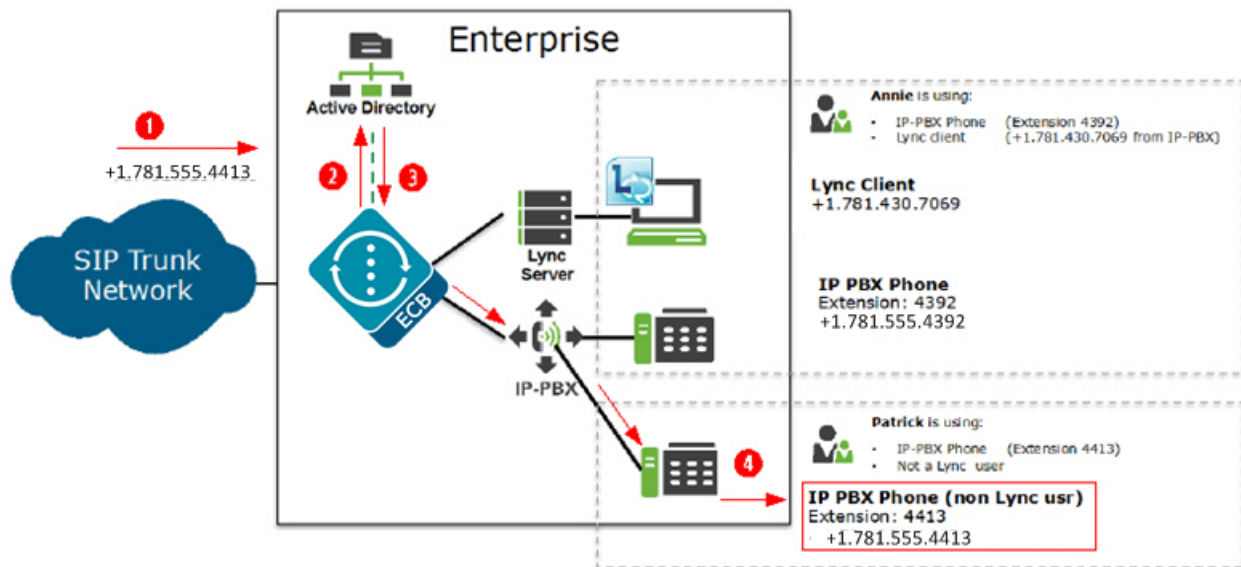 Enterprise
Active Directory
1
+1.781.555.4413
2
3
SIP Trunk
Network
ECB
L
Lync
Server
IP-PBX
Annie is using:
• IP-PBX Phone (Extension 4392)
• Lync client (+1.781.430.7069 from IP-PBX)
Lync Client
+1.781.430.7069
IP PBX Phone
Extension: 4392
+1.781.555.4392
Patrick is using:
• IP-PBX Phone (Extension 4413)
• Not a Lync user
4
IP PBX Phone (non Lync usr)
Extension: 4413
+1.781.555.4413